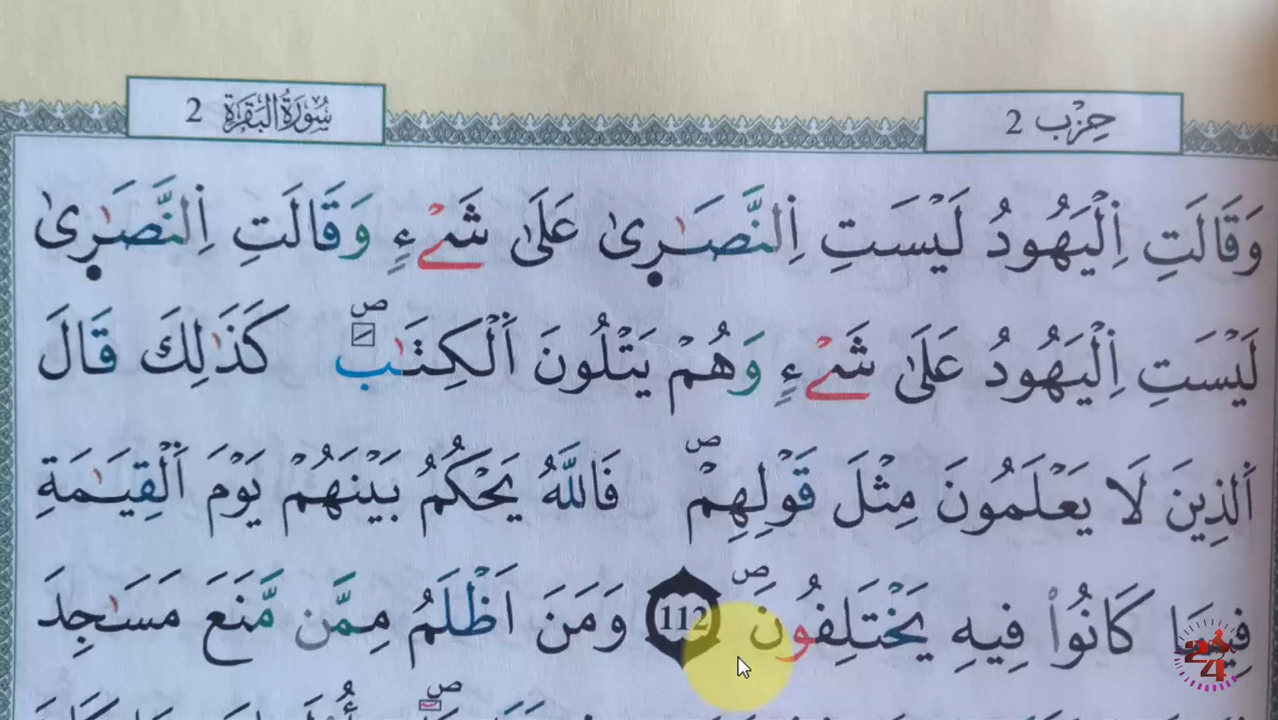 حِزْب 2
سُورَةُ البَقَرَةِ 2
وَقَالَتِ اِ۬لْيَهُودُ لَيْسَتِ اِ۬لنَّصَٰرِىٰ عَلَىٰ شَےْءٖ وَقَالَتِ اِ۬لنَّصَٰرِىٰ
لَيْسَتِ اِ۬لْيَهُودُ عَلَىٰ شَےْءٖ وَهُمْ يَتْلُونَ اَ۬لْكِتَٰبَۖ كَذَٰلِكَ قَالَ
اَ۬لذِينَ لَا يَعْلَمُونَ مِثْلَ قَوْلِهِمْۖ فَاللَّهُ يَحْكُمُ بَيْنَهُمْ يَوْمَ اَ۬لْقِيَٰمَةِ
فِيمَا كَانُواْ فِيهِ يَخْتَلِفُونَۖ 112 وَمَنَ اَظْلَمُ مِمَّن مَّنَعَ مَسَٰجِدَ
24